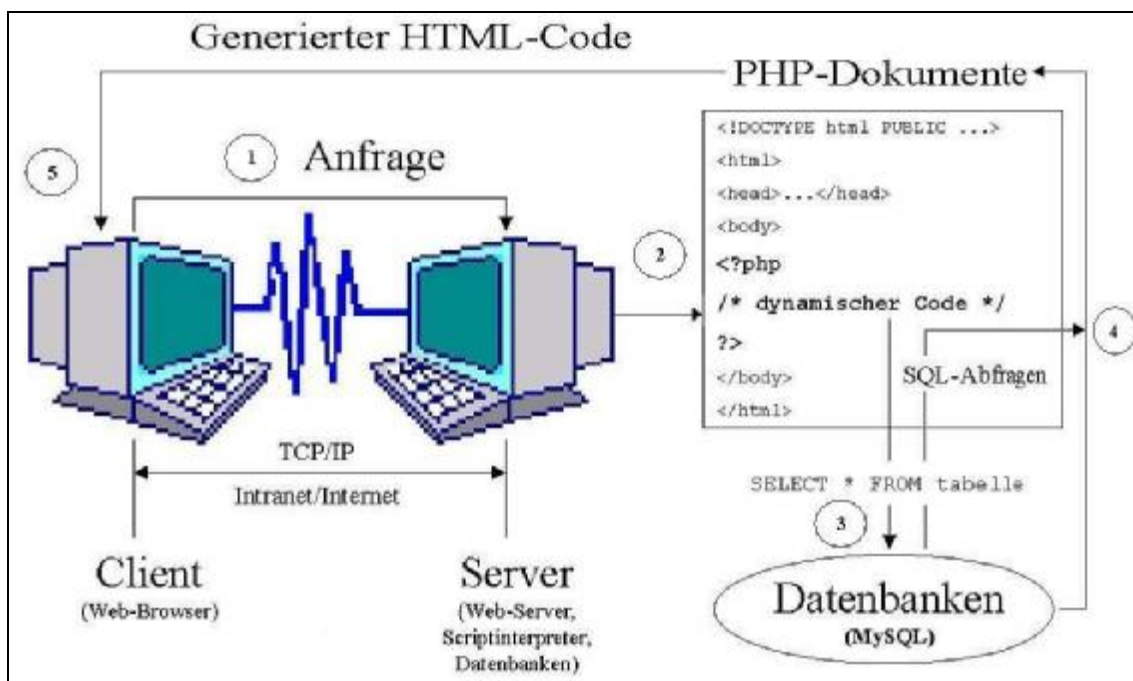 Generierter HTML-Code
PHP-Dokumente
<!DOCTYPE html PUBLIC ...>
<html>
<head>...</head>
<body>
<?php
/* dynamischer Code */
?>
</body>
</html>
1
Anfrage
5
2
4
SQL-Abfragen
TCP/IP
Intranet/Internet
SELECT * FROM tabelle
3
Client
(Web-Browser)
Server
(Web-Server,
Scriptinterpreter,
Datenbanken)
Datenbanken
(MySQL)